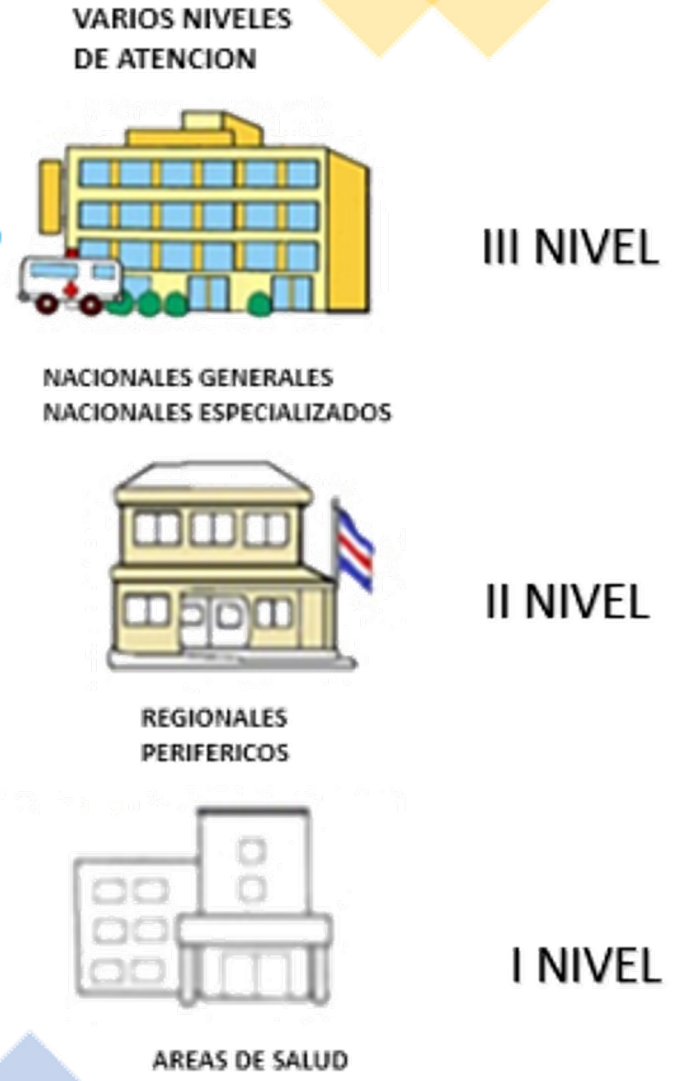 VARIOS NIVELES
DE ATENCION
III NIVEL
NACIONALES GENERALES
NACIONALES ESPECIALIZADOS
II NIVEL
REGIONALES
PERIFERICOS
I NIVEL
AREAS DE SALUD